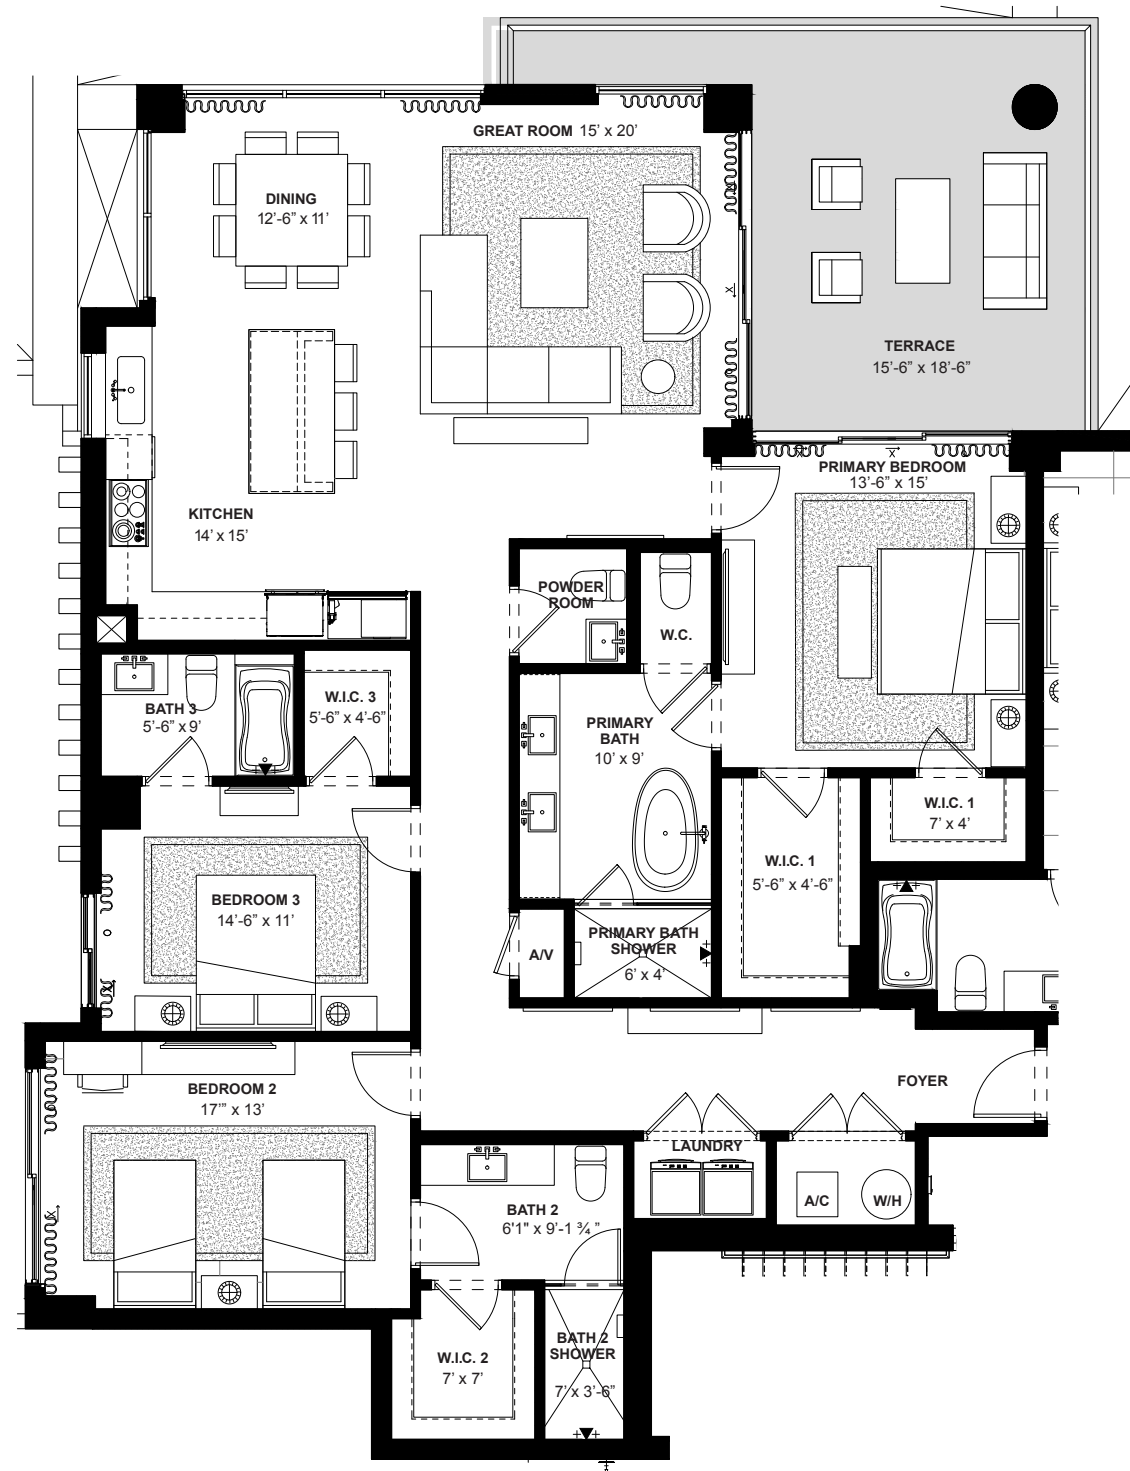 GREAT ROOM 15' x 20'
DINING
12'-6” x 11'
TERRACE
15'-6” x 18'-6”
PRIMARY BEDROOM
13'-6” x 15'
KITCHEN
14' x 15'
POWDER
ROOM
W.C.
W.I.C. 3
5'-6” x 4'-6”
BATH 3
5'-6” x 9'
PRIMARY
BATH
10' x 9'
W.I.C. 1
7' x 4'
W.I.C. 1
5'-6” x 4'-6”
BEDROOM 3
14'-6” x 11'
PRIMARY BATH
SHOWER
6' x 4'
A/V
FOYER
BEDROOM 2
17'” x 13'
LAUNDRY
A/C
W/H
BATH 2
6'1" x 9'-1 ¾ ”
BATH 2
SHOWER
7' x 3'-6”
W.I.C. 2
7' x 7'
X
X
X
X
X
X